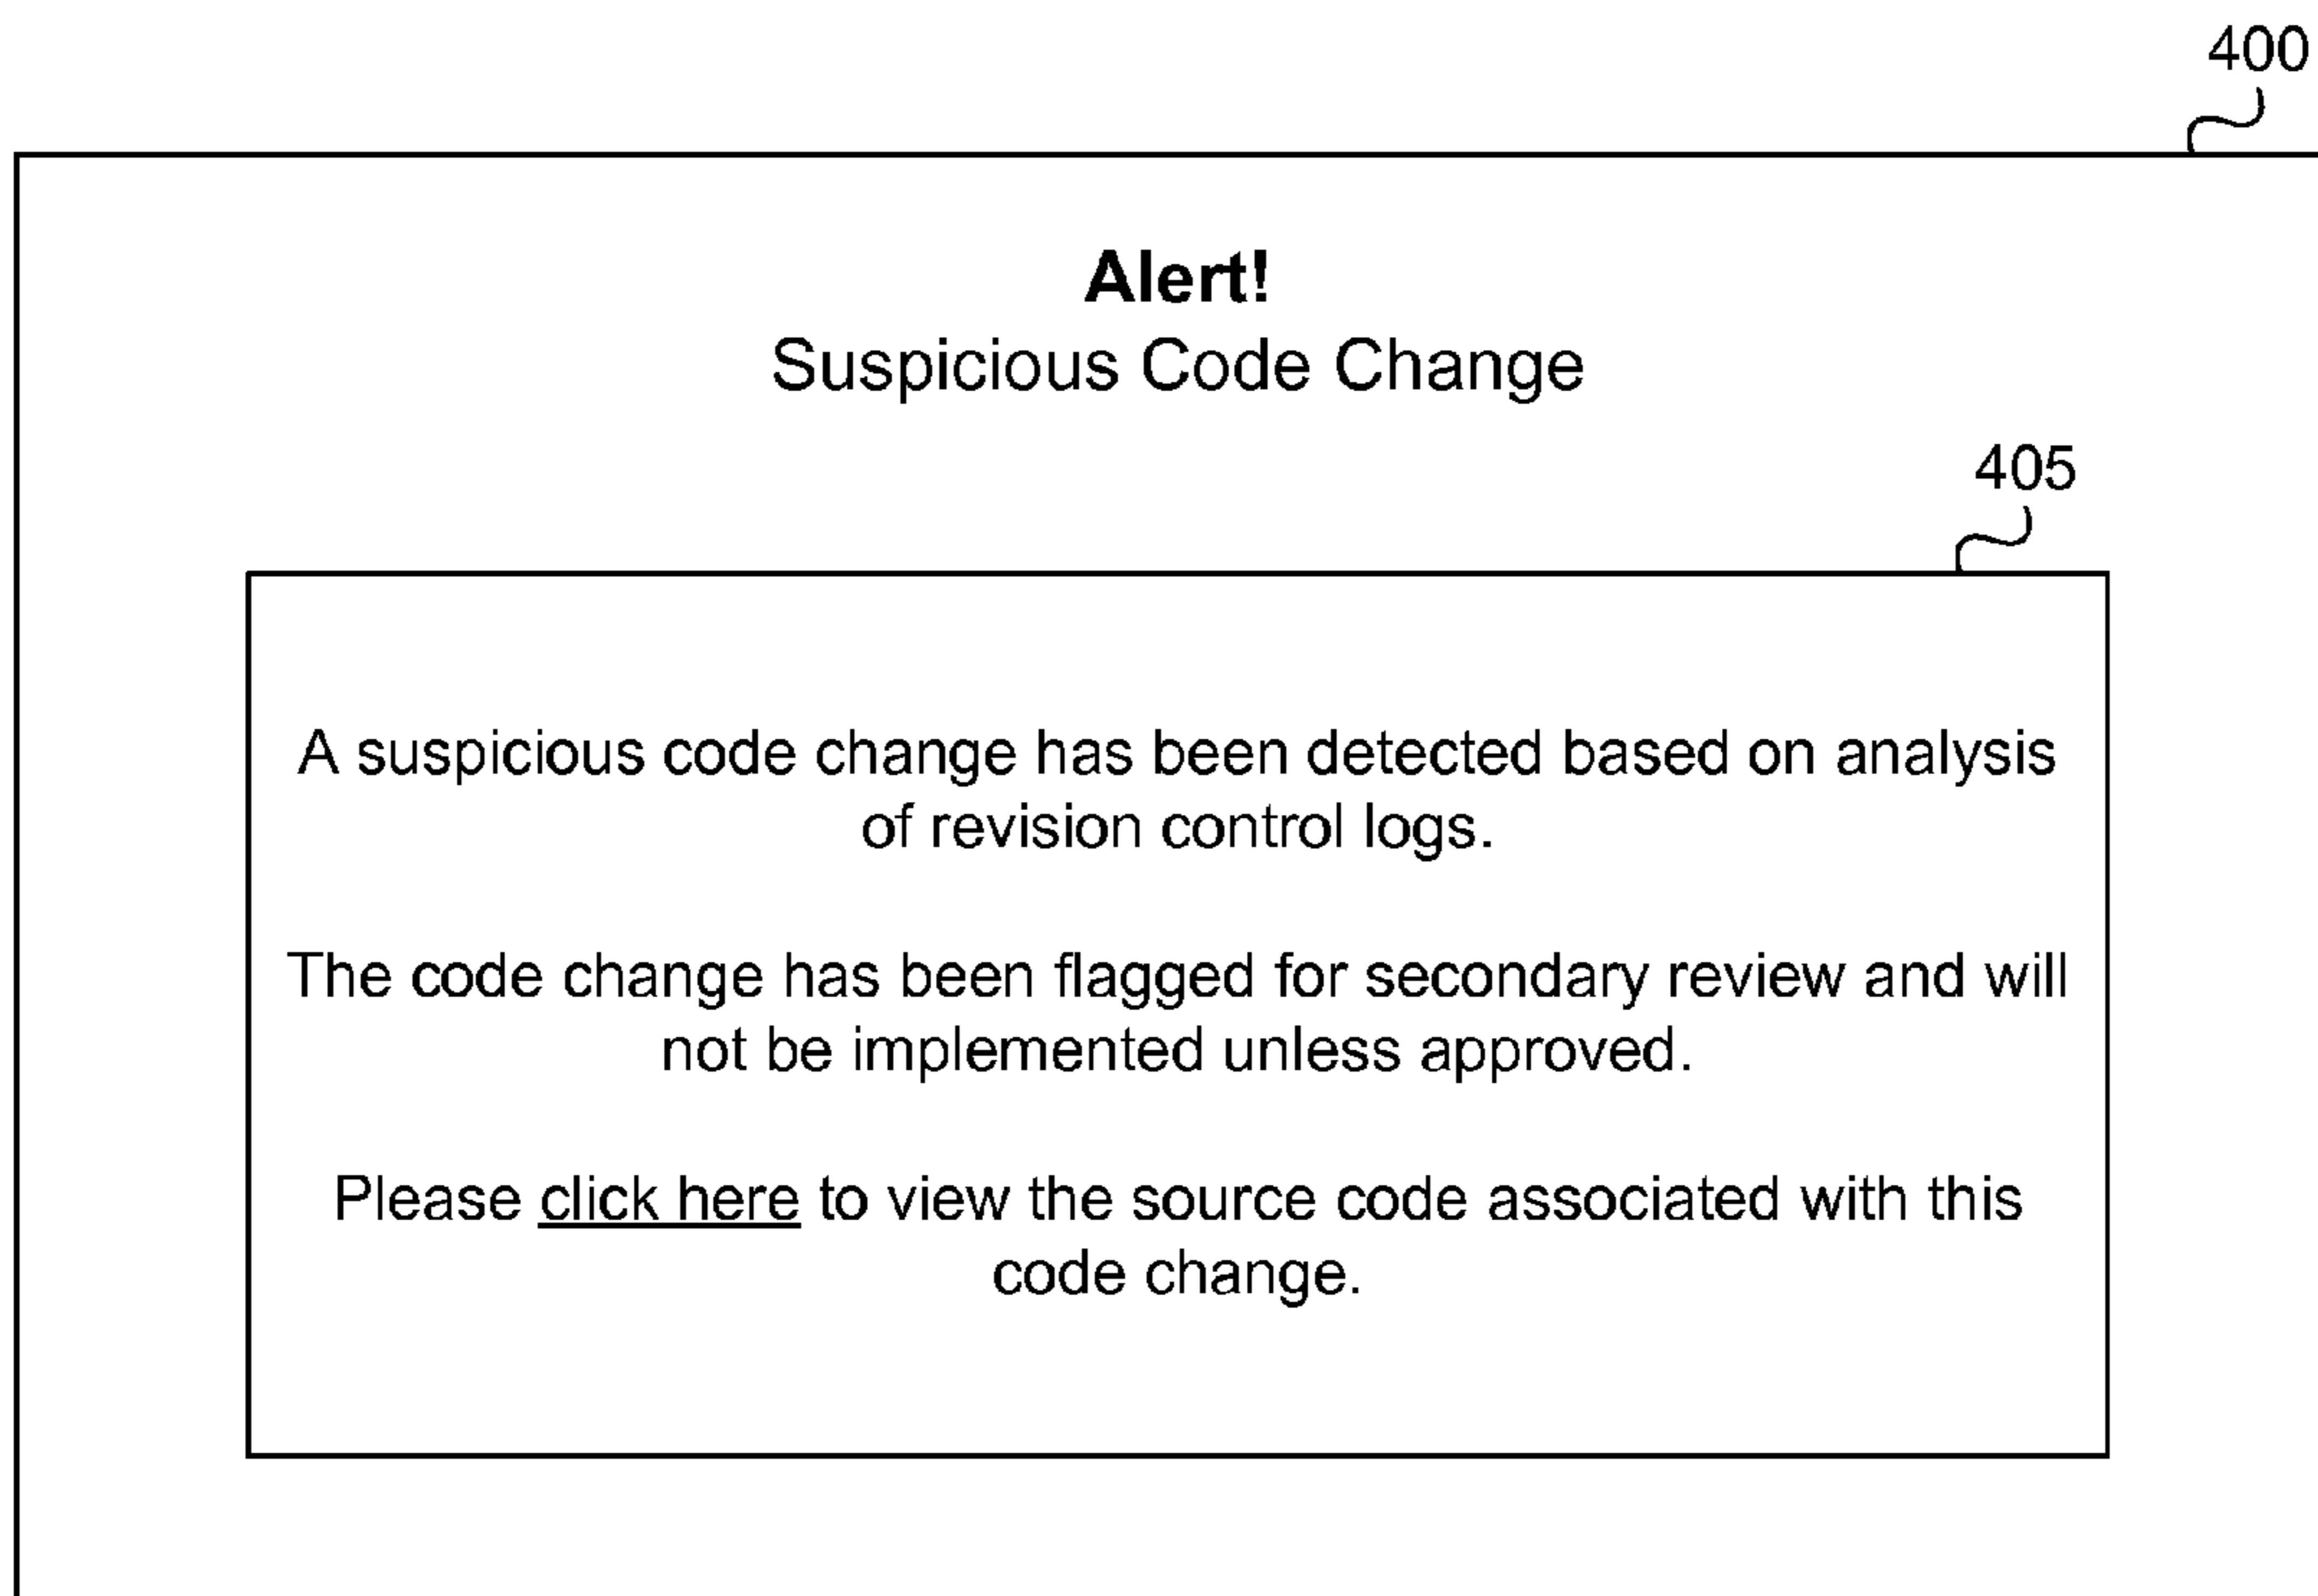 400
Alert!
Suspicious Code Change
405
A suspicious code change has been detected based on analysis
of revision control logs.
The code change has been flagged for secondary review and will
not be implemented unless approved.
Please click here to view the source code associated with this
code change.